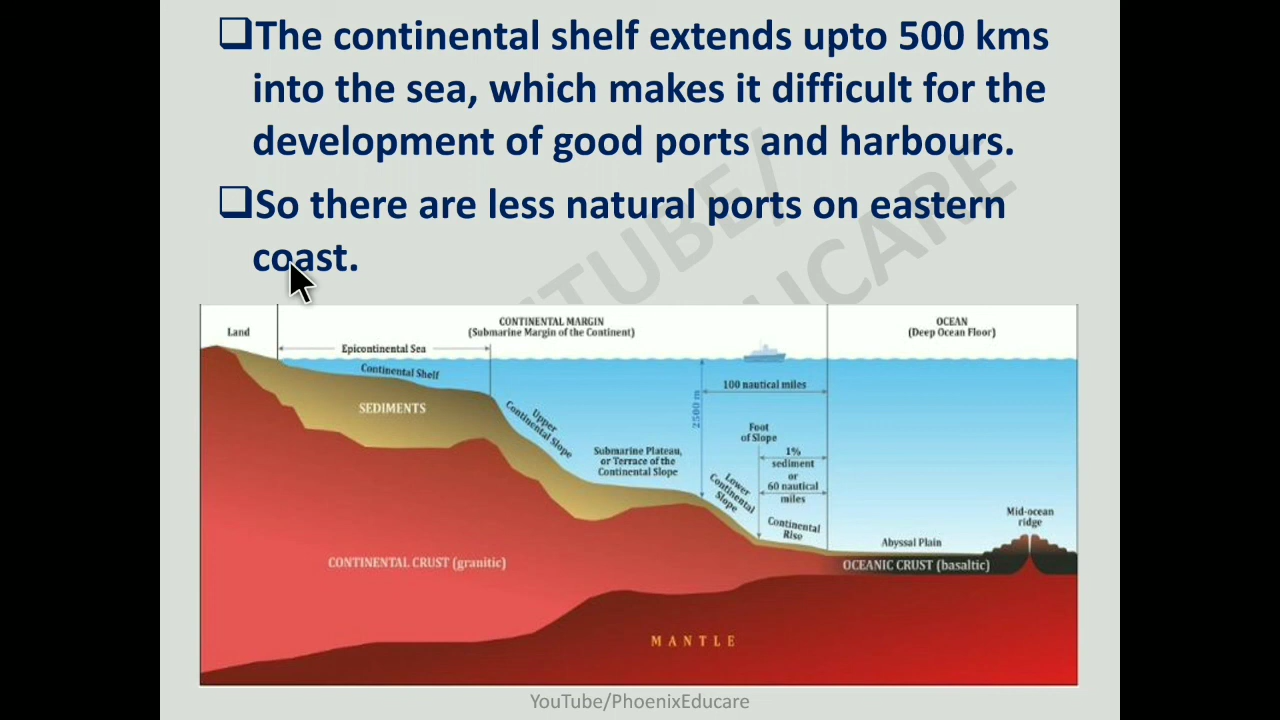 The continental shelf extends upto 500 kms
into the sea, which makes it difficult for the
development of good ports and harbours.
So there are less natural ports on eastern
coast.
TUBE/
UCARE
Land
CONTINENTAL MARGIN
(Submarine Margin of the Continent)
OCEAN
(Deep Ocean Floor)
Epicontinental Sea
Continental Shelf
SEDIMENTS
Upper
Continental Slope
Submarine Plateau,
or Terrace of the
Continental Slope
2500 m
100 nautical miles
Foot
of Slope
1%
sediment
or
60 nautical
miles
Lower
Continental
Slope
Continental
Rise
Abyssal Plain
Mid-ocean
ridge
CONTINENTAL CRUST (granitic)
OCEANIC CRUST (basaltic)
MANTLE
YouTube/PhoenixEducare